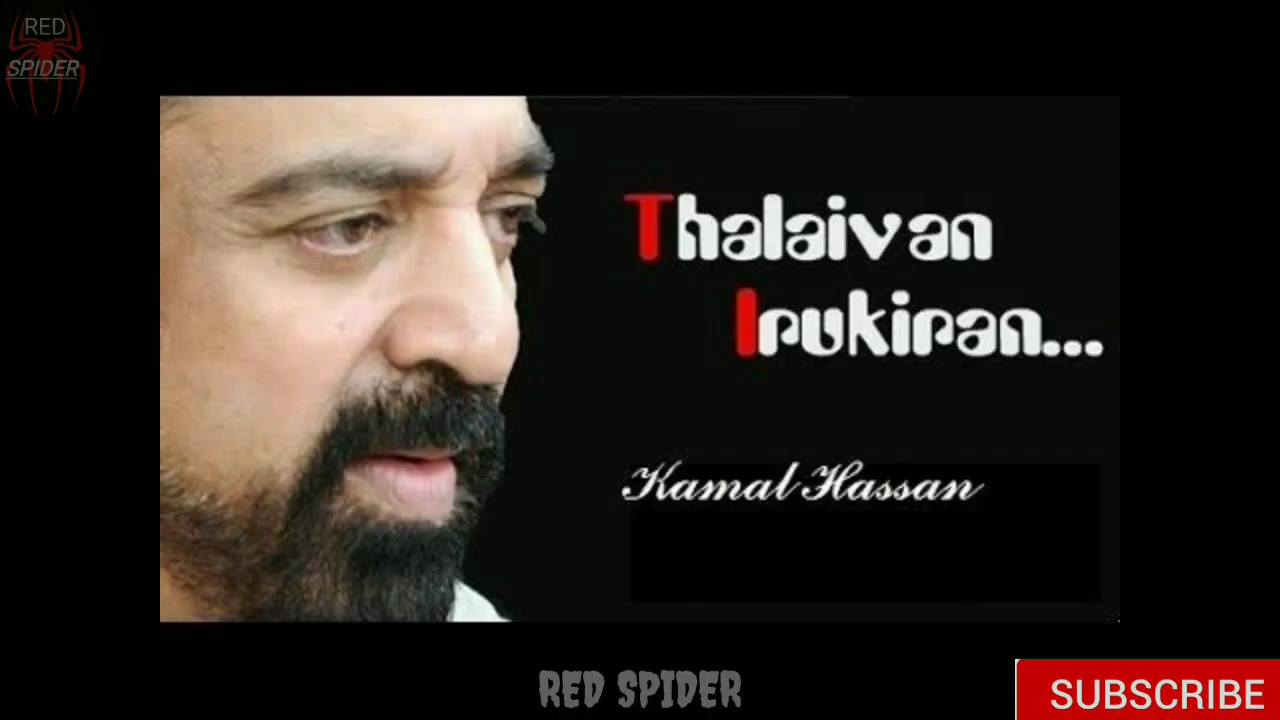 RED
SPIDER
Thalaivan
Irukiran...
Kamal Hassan
RED SPIDER
SUBSCRIBE